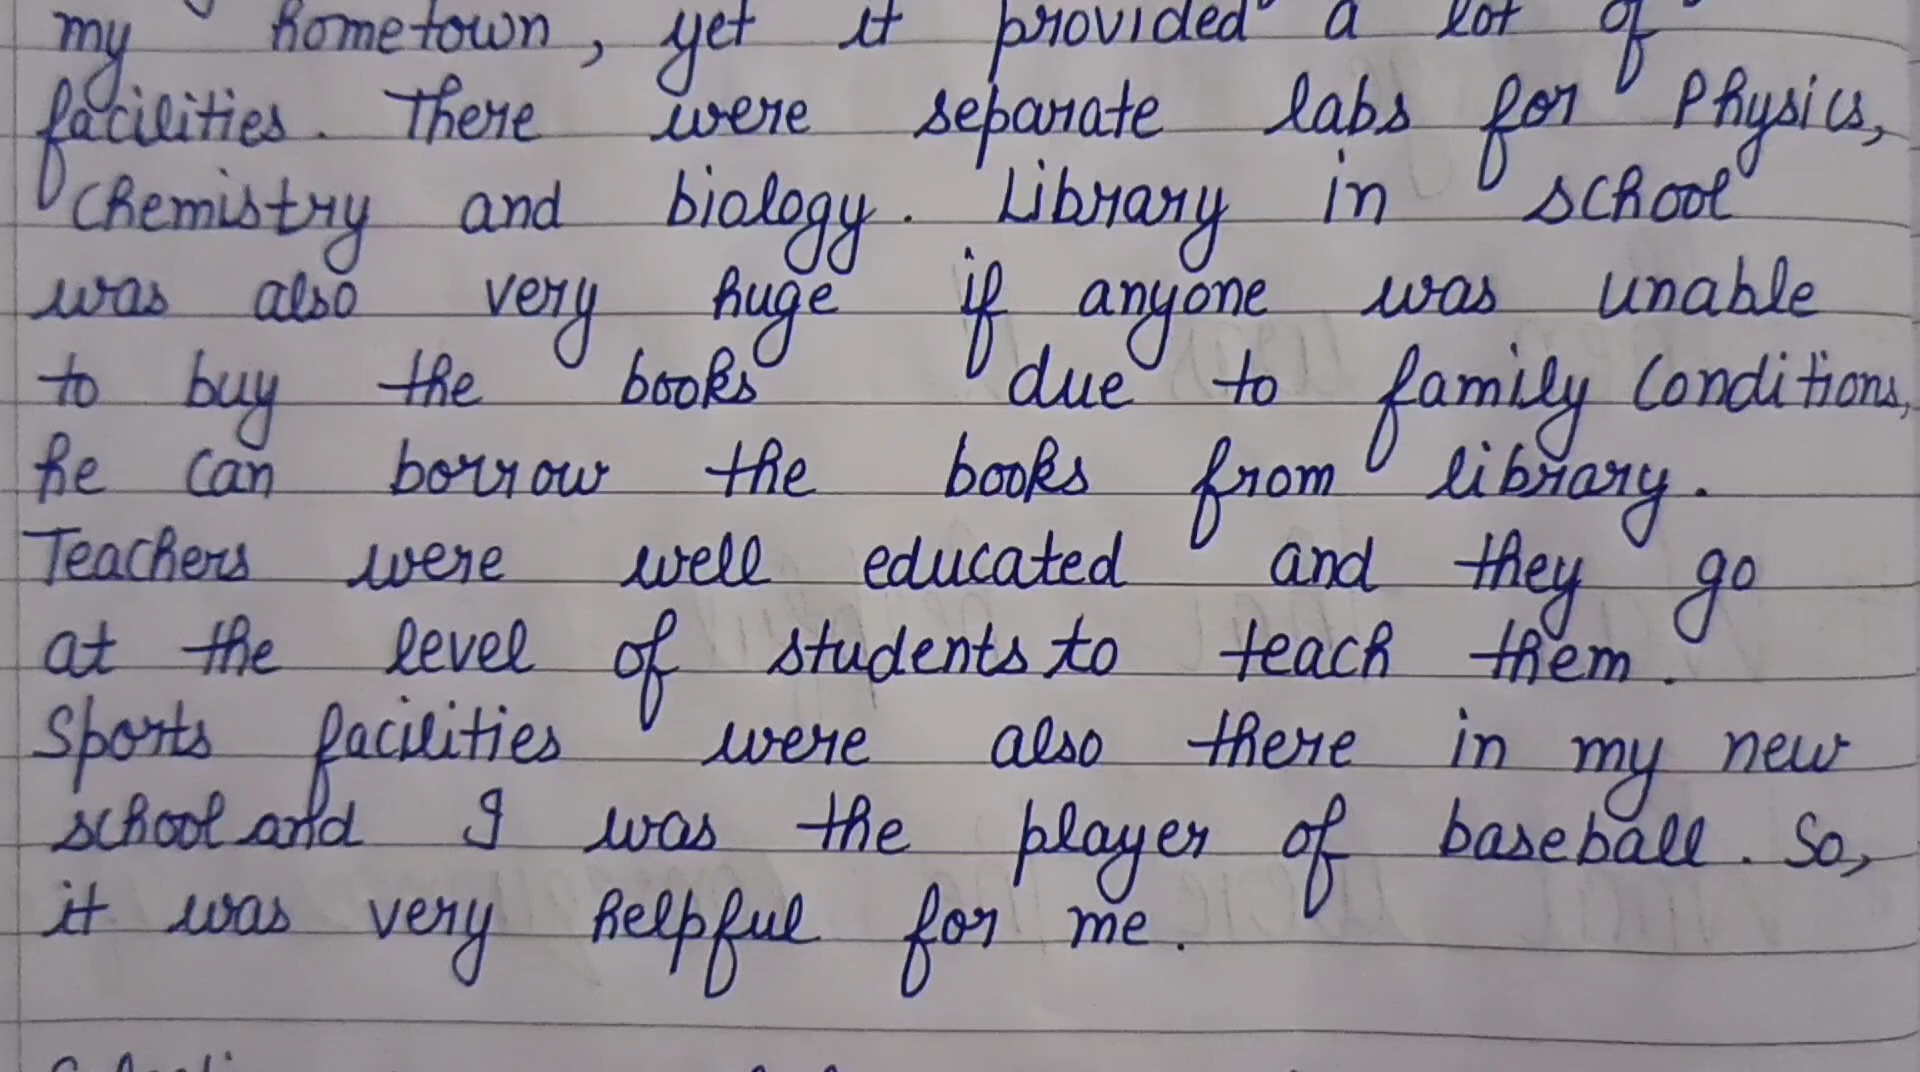 my hometown, yet it provided a lot of
facilities. There were separate labs for Physics,
Chemistry and biology. Library in school
was also very huge if anyone was unable
to buy the books due to family Conditions,
he can borrow the books from library.
Teachers were well educated and they go
at the level of students to teach them.
Sports facilities were also there in my new
school and I was the player of baseball. So,
it was very helpful for me.